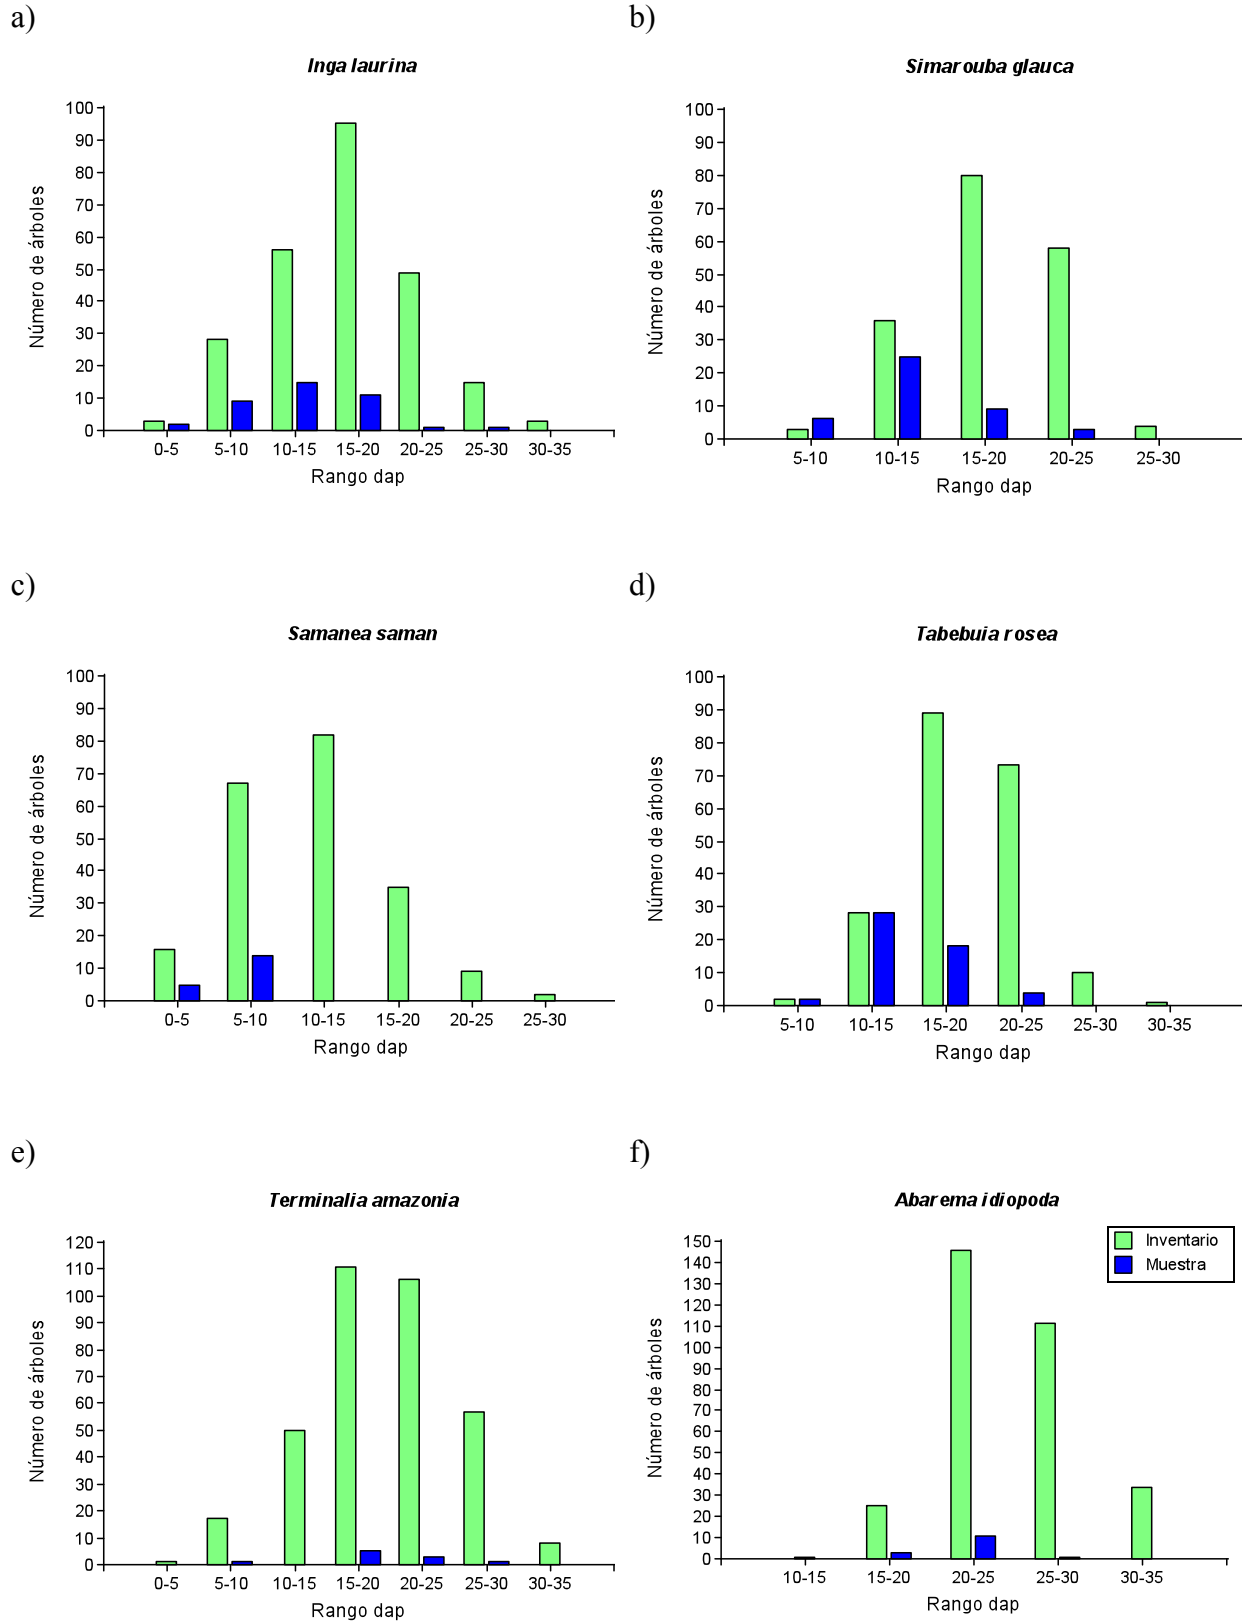 a)
Inga laurina
Número de árboles
100
90
80
70
60
50
40
30
20
10
0
0-5 5-10 10-15 15-20 20-25 25-30 30-35
Rango dap
b)
Simarouba glauca
Número de árboles
100
90
80
70
60
50
40
30
20
10
0
5-10 10-15 15-20 20-25 25-30
Rango dap
c)
Samanea saman
Número de árboles
100
90
80
70
60
50
40
30
20
10
0
0-5 5-10 10-15 15-20 20-25 25-30
Rango dap
d)
Tabebuia rosea
Número de árboles
100
90
80
70
60
50
40
30
20
10
0
5-10 10-15 15-20 20-25 25-30 30-35
Rango dap
e)
Terminalia amazonia
Número de árboles
120
110
100
90
80
70
60
50
40
30
20
10
0
0-5 5-10 10-15 15-20 20-25 25-30 30-35
Rango dap
f)
Abarema idiopoda
Inventario
Muestra
Número de árboles
150
140
130
120
110
100
90
80
70
60
50
40
30
20
10
0
10-15 15-20 20-25 25-30 30-35
Rango dap